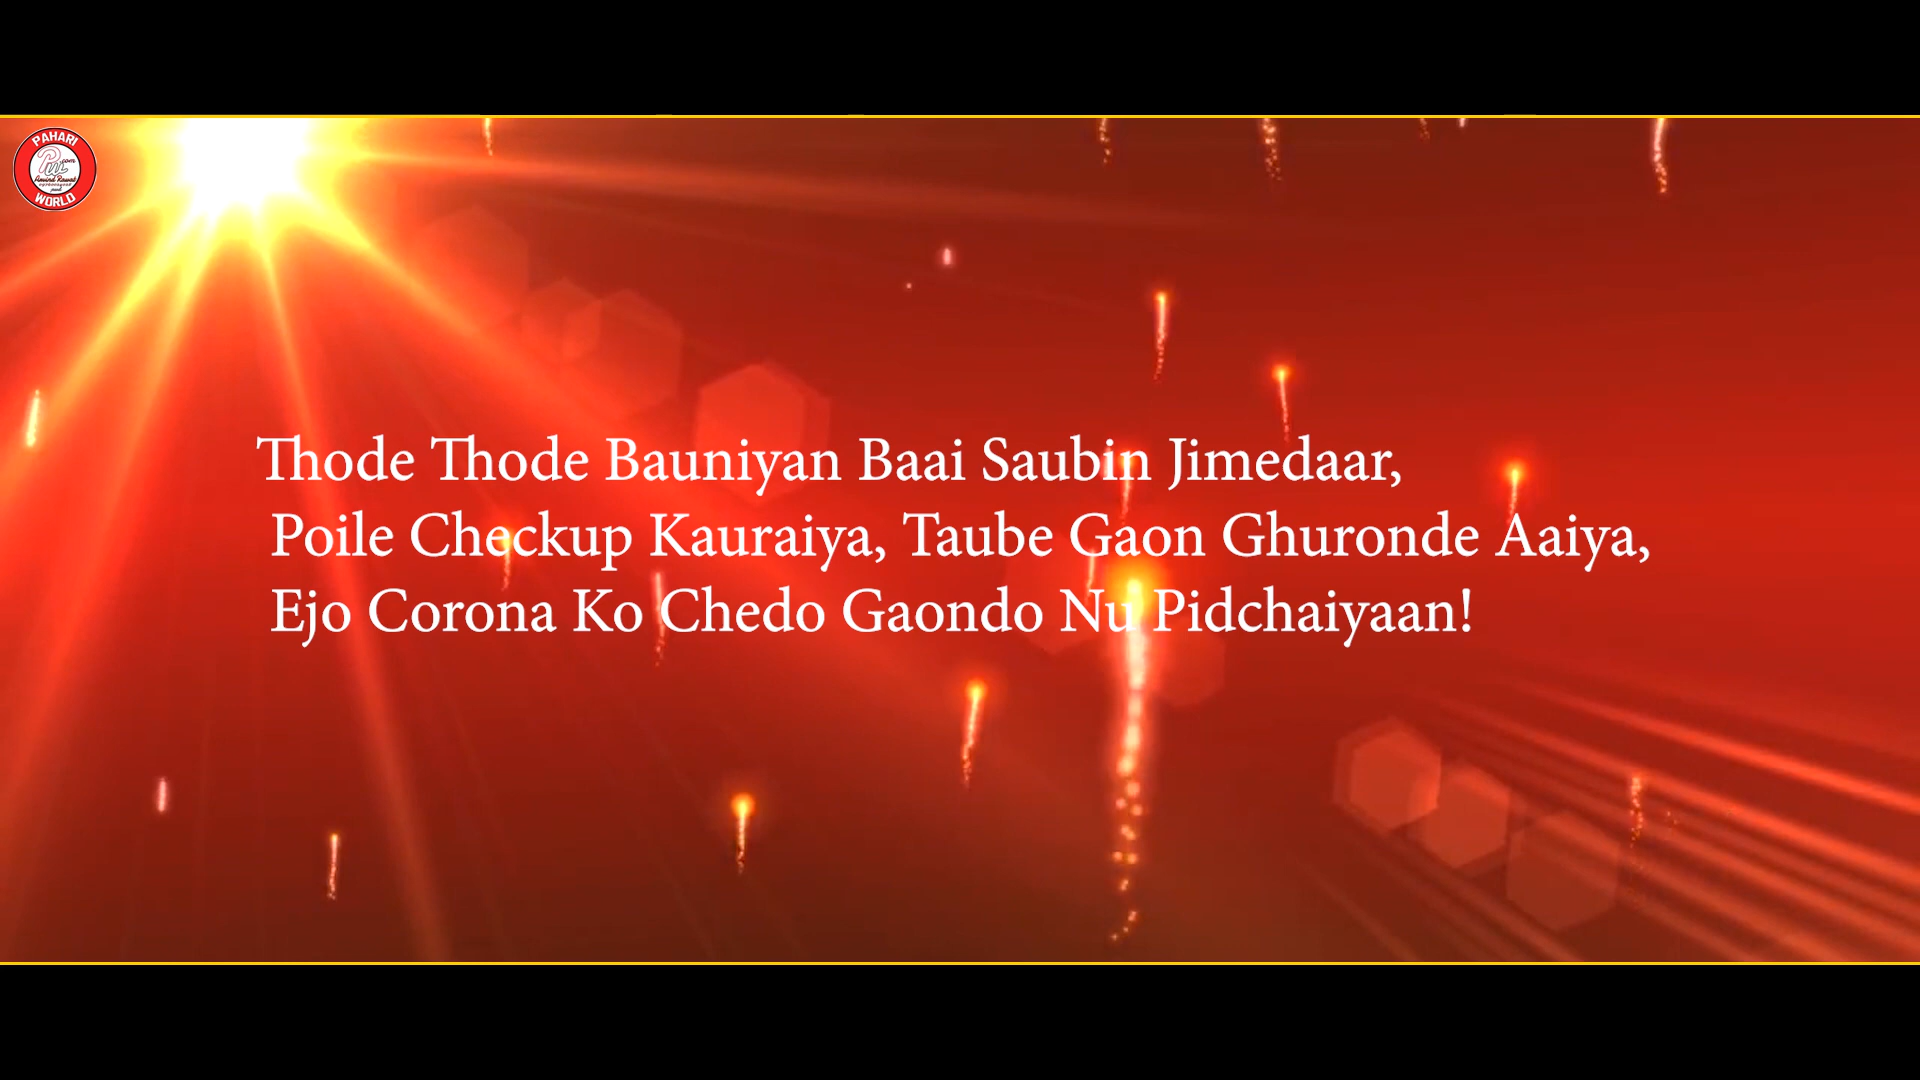 PAHARI
WORLD
Thode Thode Bauniyan Baai Saubin Jimedaar,
Poile Checkup Kauraiya, Taube Gaon Ghuronde Aaiya,
Ejo Corona Ko Chedo Gaondo Nu Pidchaiyaan!